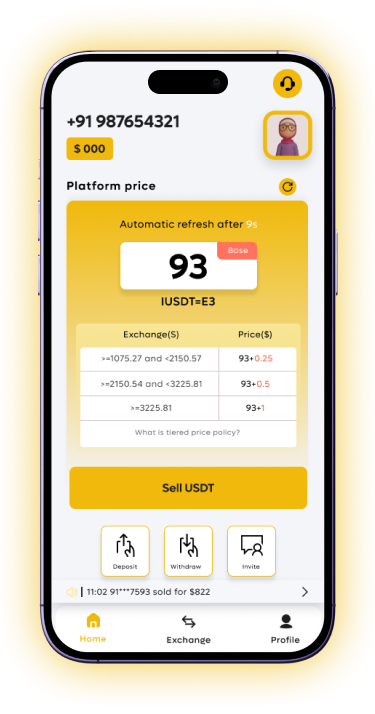 +91 987654321
$ 000
Platform price
Automatic refresh after 9s
Base
93
IUSDT=E3
Exchange(S) Price($)
>=1075.27 and <2150.57 93+0.25
>=2150.54 and <3225.81 93+0.5
>=3225.81 93+1
What is tiered price policy?
Sell USDT
Deposit Withdraw Invite
11:02 91***7593 sold for $822
Home Exchange Profile